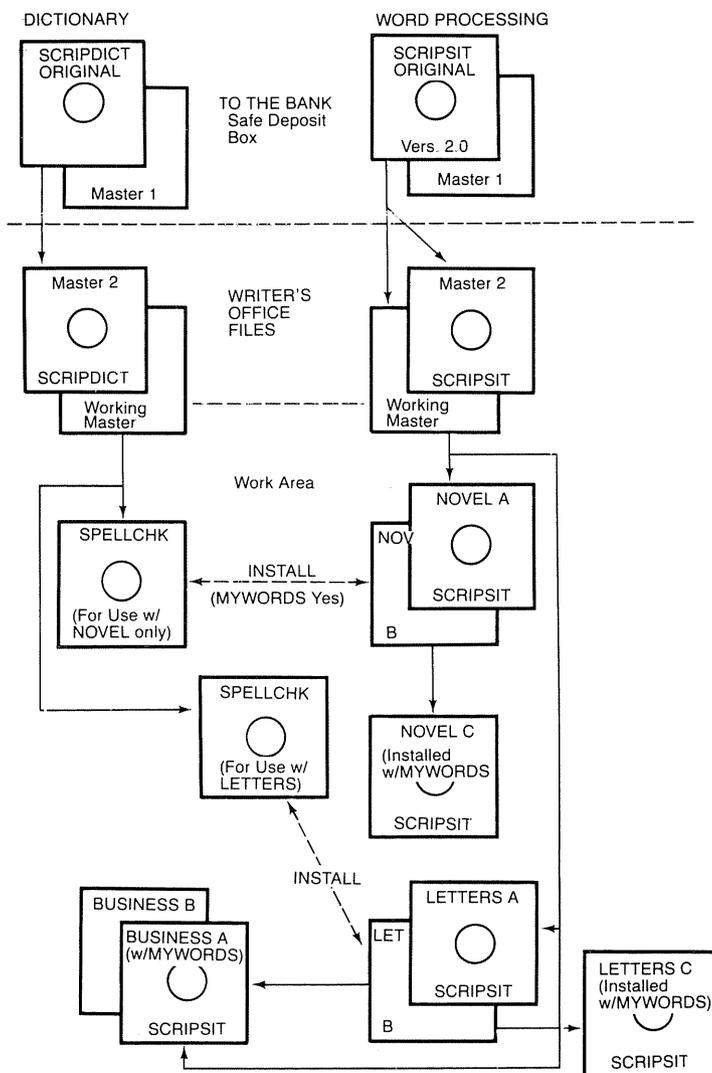 DICTIONARY
WORD PROCESSING
SCRIPDICT
ORIGINAL
Master 1
TO THE BANK
Safe Deposit
Box
SCRIPSIT
ORIGINAL
Vers. 2.0
Master 1
Master 2
SCRIPDICT
Working
Master
WRITER'S
OFFICE
FILES
Master 2
SCRIPSIT
Working
Master
Work Area
SPELLCHK
(For Use w/
NOVEL only)
INSTALL
(MYWORDS Yes)
NOVEL A
SCRIPSIT
NOV
B
SPELLCHK
(For Use w/
LETTERS)
NOVEL C
(Installed
w/MYWORDS
SCRIPSIT
INSTALL
BUSINESS B
BUSINESS A
(w/MYWORDS)
SCRIPSIT
LETTERS A
SCRIPSIT
LET
B
LETTERS C
(Installed
w/MYWORDS)
SCRIPSIT